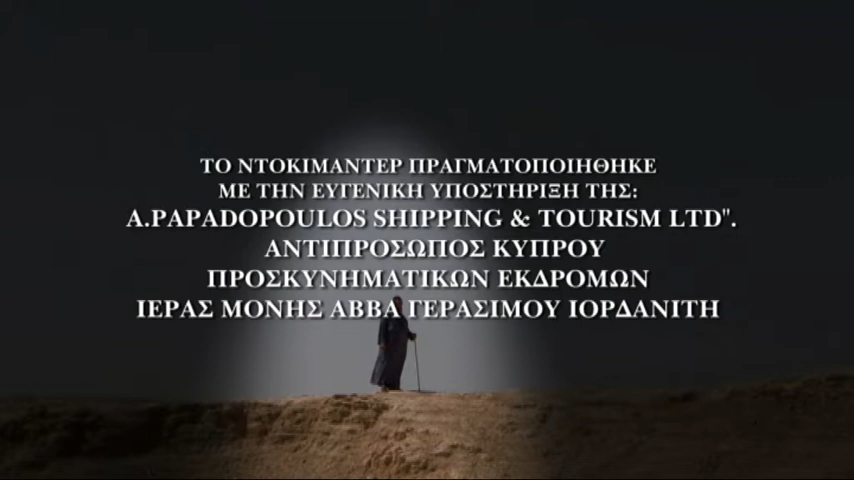 ΤΟ ΝΤΟΚΙΜΑΝΤΕΡ ΠΡΑΓΜΑΤΟΠΟΙΗΘΗΚΕ
ΜΕ ΤΗΝ ΕΥΓΕΝΙΚΗ ΥΠΟΣΤΗΡΙΞΗ ΤΗΣ:
A.PAPADOPOULOS SHIPPING & TOURISM LTD".
ΑΝΤΙΠΡΟΣΩΠΟΣ ΚΥΠΡΟΥ
ΠΡΟΣΚΥΝΗΜΑΤΙΚΩΝ ΕΚΔΡΟΜΩΝ
ΙΕΡΑΣ ΜΟΝΗΣ ΑΒΒΑ ΓΕΡΑΣΙΜΟΥ ΙΟΡΔΑΝΙΤΗ